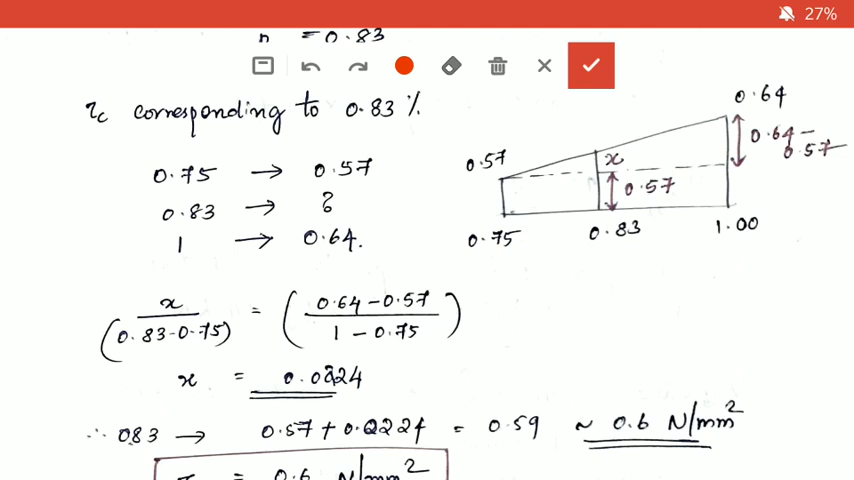 27%
n = 0.83
τc corresponding to 0.83 %
0.75 → 0.57
0.83 → ?
1 → 0.64.
0.64
0.57
x
0.64-
0.57
0.57
0.75 0.83 1.00
x/(0.83-0.75) = (0.64-0.57/1-0.75)
x = 0.0224
∴ 083 → 0.57 + 0.0224 = 0.59 ~ 0.6 N/mm²
= 0.6 N/mm²